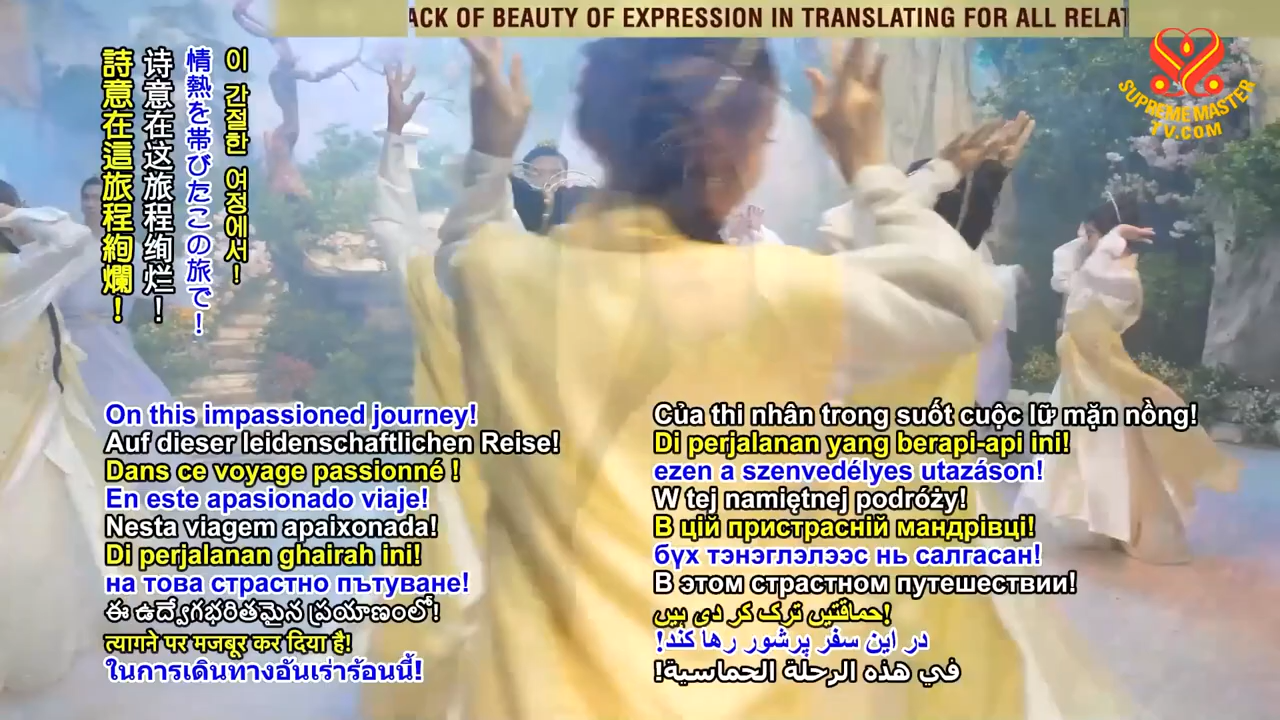 ACK OF BEAUTY OF EXPRESSION IN TRANSLATING FOR ALL RELAT
SUPREME MASTER
TV.COM
이 간절한 여정에서!
情熱を帯びたこの旅で!
诗意在这旅程绚烂!
詩意在這旅程絢爛!
On this impassioned journey!
Auf dieser leidenschaftlichen Reise!
Dans ce voyage passionné !
En este apasionado viaje!
Nesta viagem apaixonada!
Di perjalanan ghairah ini!
на това страстно пътуване!
ఈ ఉద్వేగభరితమైన ప్రయాణంలో!
त्यागने पर मजबूर कर दिया है!
ในการเดินทางอันเร่าร้อนนี้!
Của thi nhân trong suốt cuộc lữ mặn nồng!
Di perjalanan yang berapi-api ini!
ezen a szenvedélyes utazáson!
W tej namiętnej podróży!
В цій пристрасній мандрівці!
бүх тэнэглэлээс нь салгасан!
В этом страстном путешествии!
حماقتیں ترک کر دی ہیں!
در این سفر پرشور رها کند!
في هذه الرحلة الحماسية!